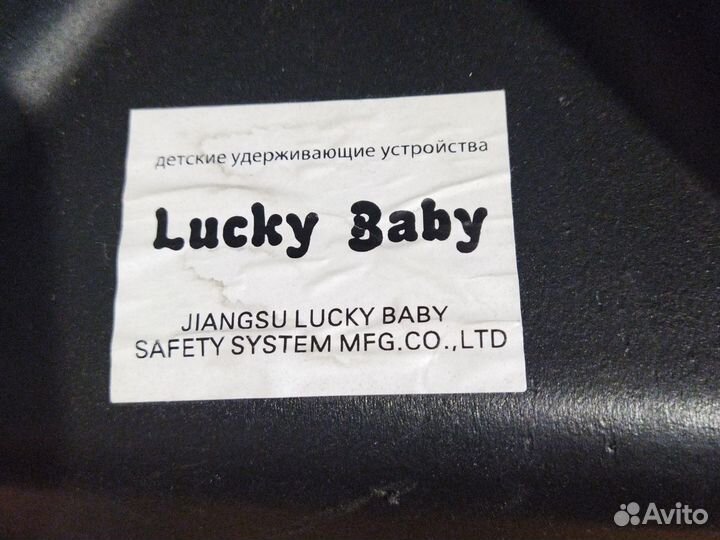 детские удерживающие устройства
Lucky Baby
JIANGSU LUCKY BABY
SAFETY SYSTEM MFG.CO.,LTD
Avito